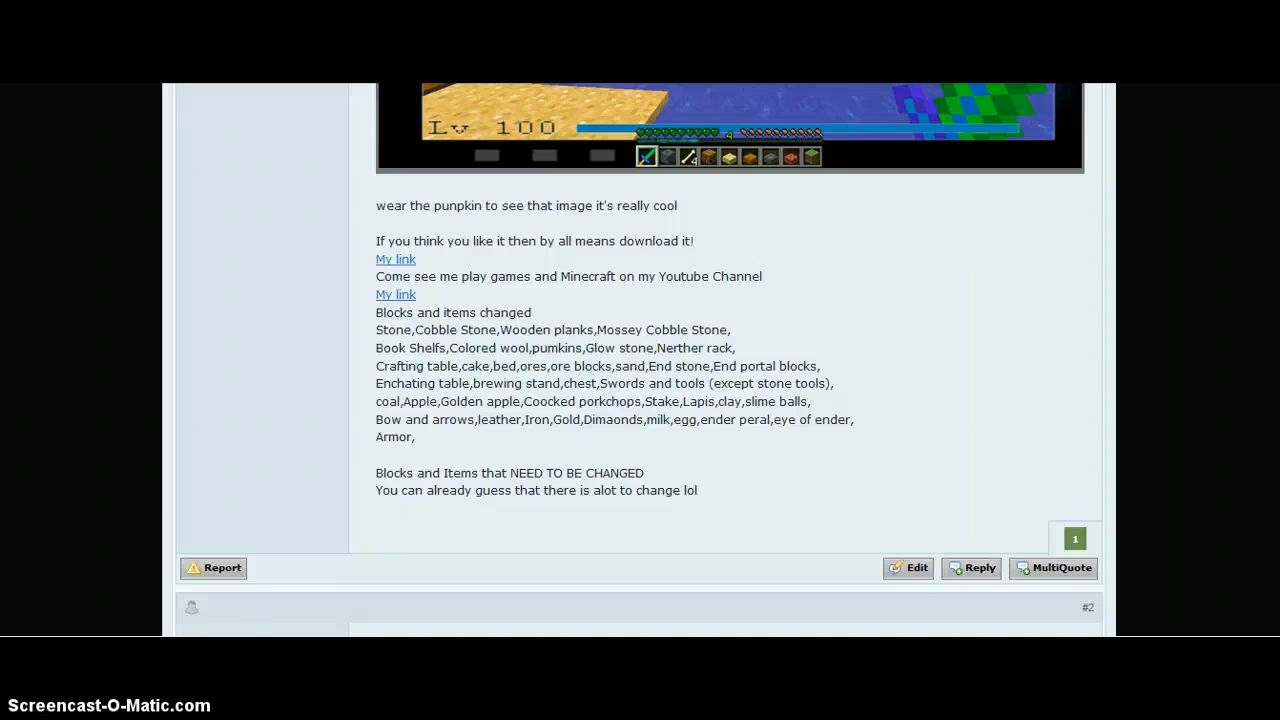 Lv 100
4
4
wear the punpkin to see that image it's really cool
If you think you like it then by all means download it!
My link
Come see me play games and Minecraft on my Youtube Channel
My link
Blocks and items changed
Stone,Cobble Stone,Wooden planks,Mossey Cobble Stone,
Book Shelfs,Colored wool,pumkins,Glow stone,Nerther rack,
Crafting table,cake,bed,ores,ore blocks,sand,End stone,End portal blocks,
Enchating table,brewing stand,chest,Swords and tools (except stone tools),
coal,Apple,Golden apple,Coocked porkchops,Stake,Lapis,clay,slime balls,
Bow and arrows,leather,Iron,Gold,Dimaonds,milk,egg,ender peral,eye of ender,
Armor,
Blocks and Items that NEED TO BE CHANGED
You can already guess that there is alot to change lol
1
Report Edit Reply MultiQuote
#2
Screencast-O-Matic.com